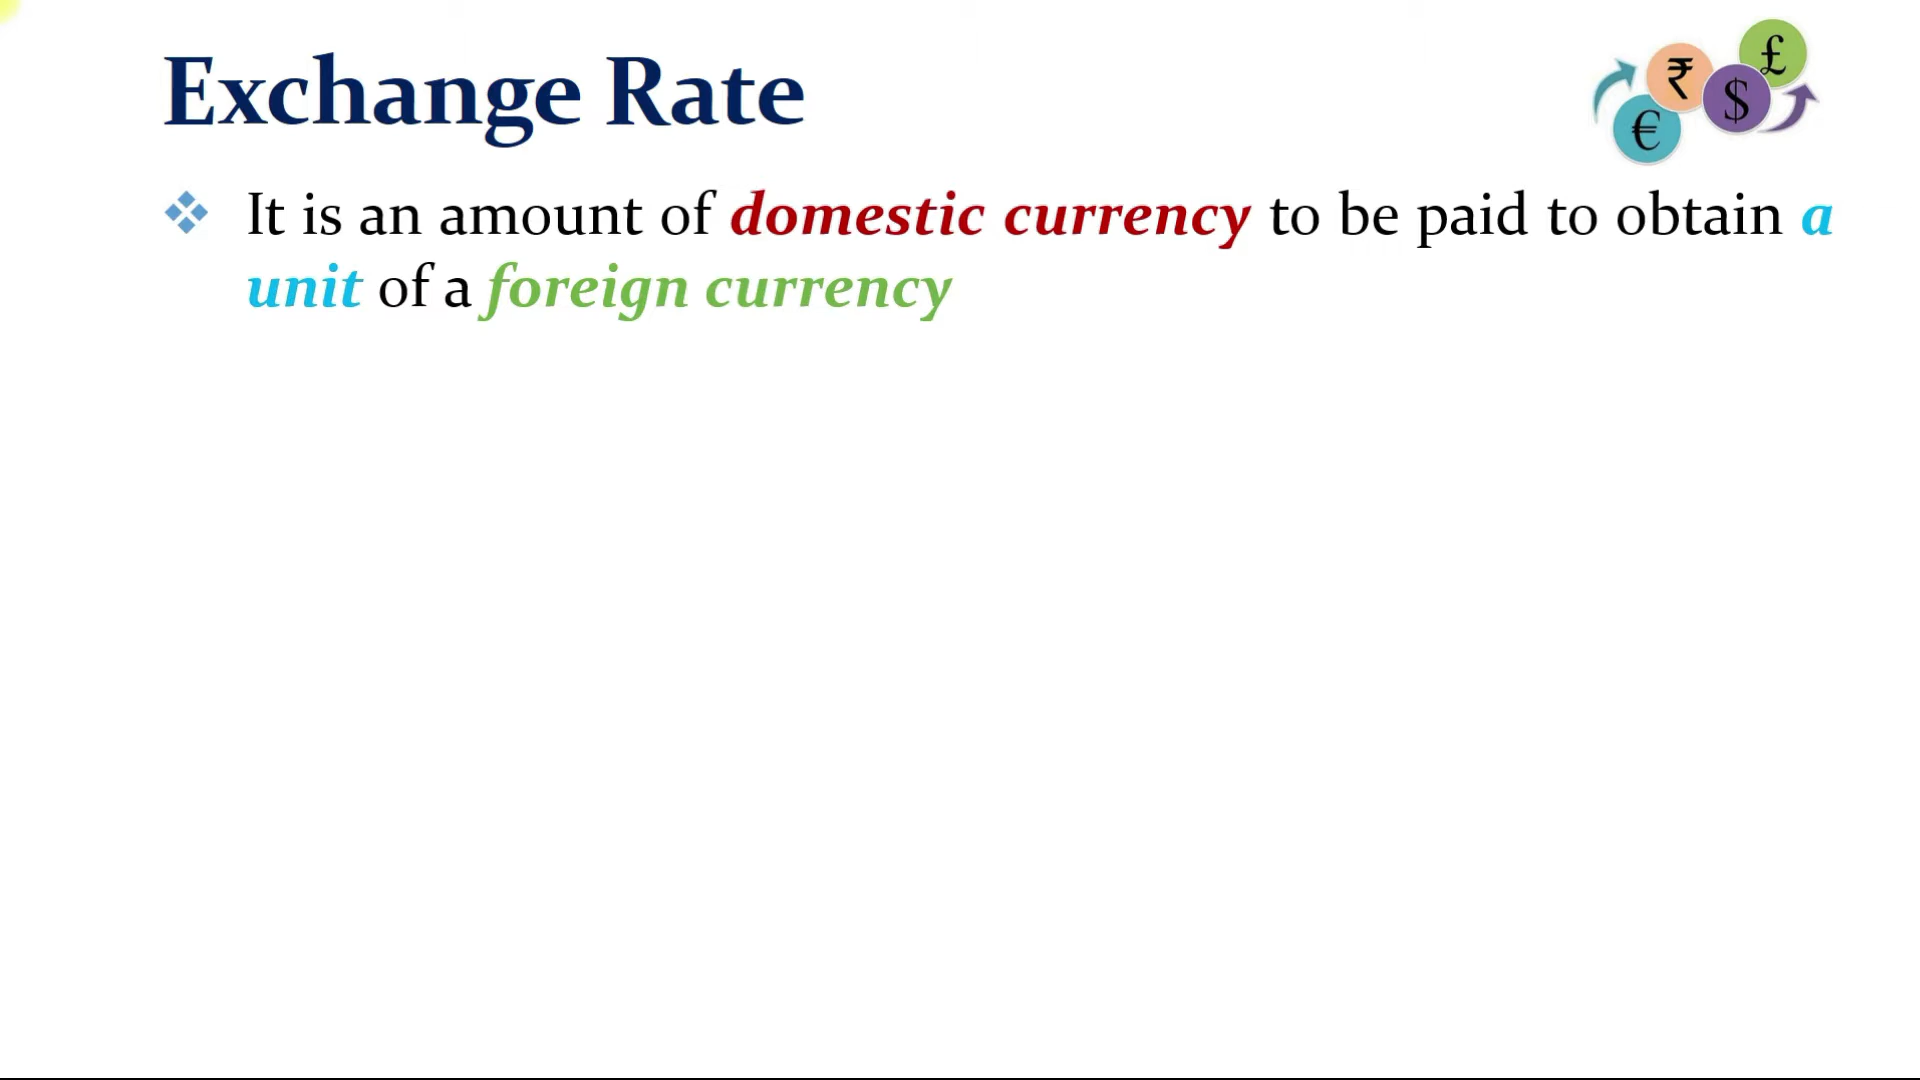 Exchange Rate
₹ £
€ $
❖ It is an amount of domestic currency to be paid to obtain a
unit of a foreign currency